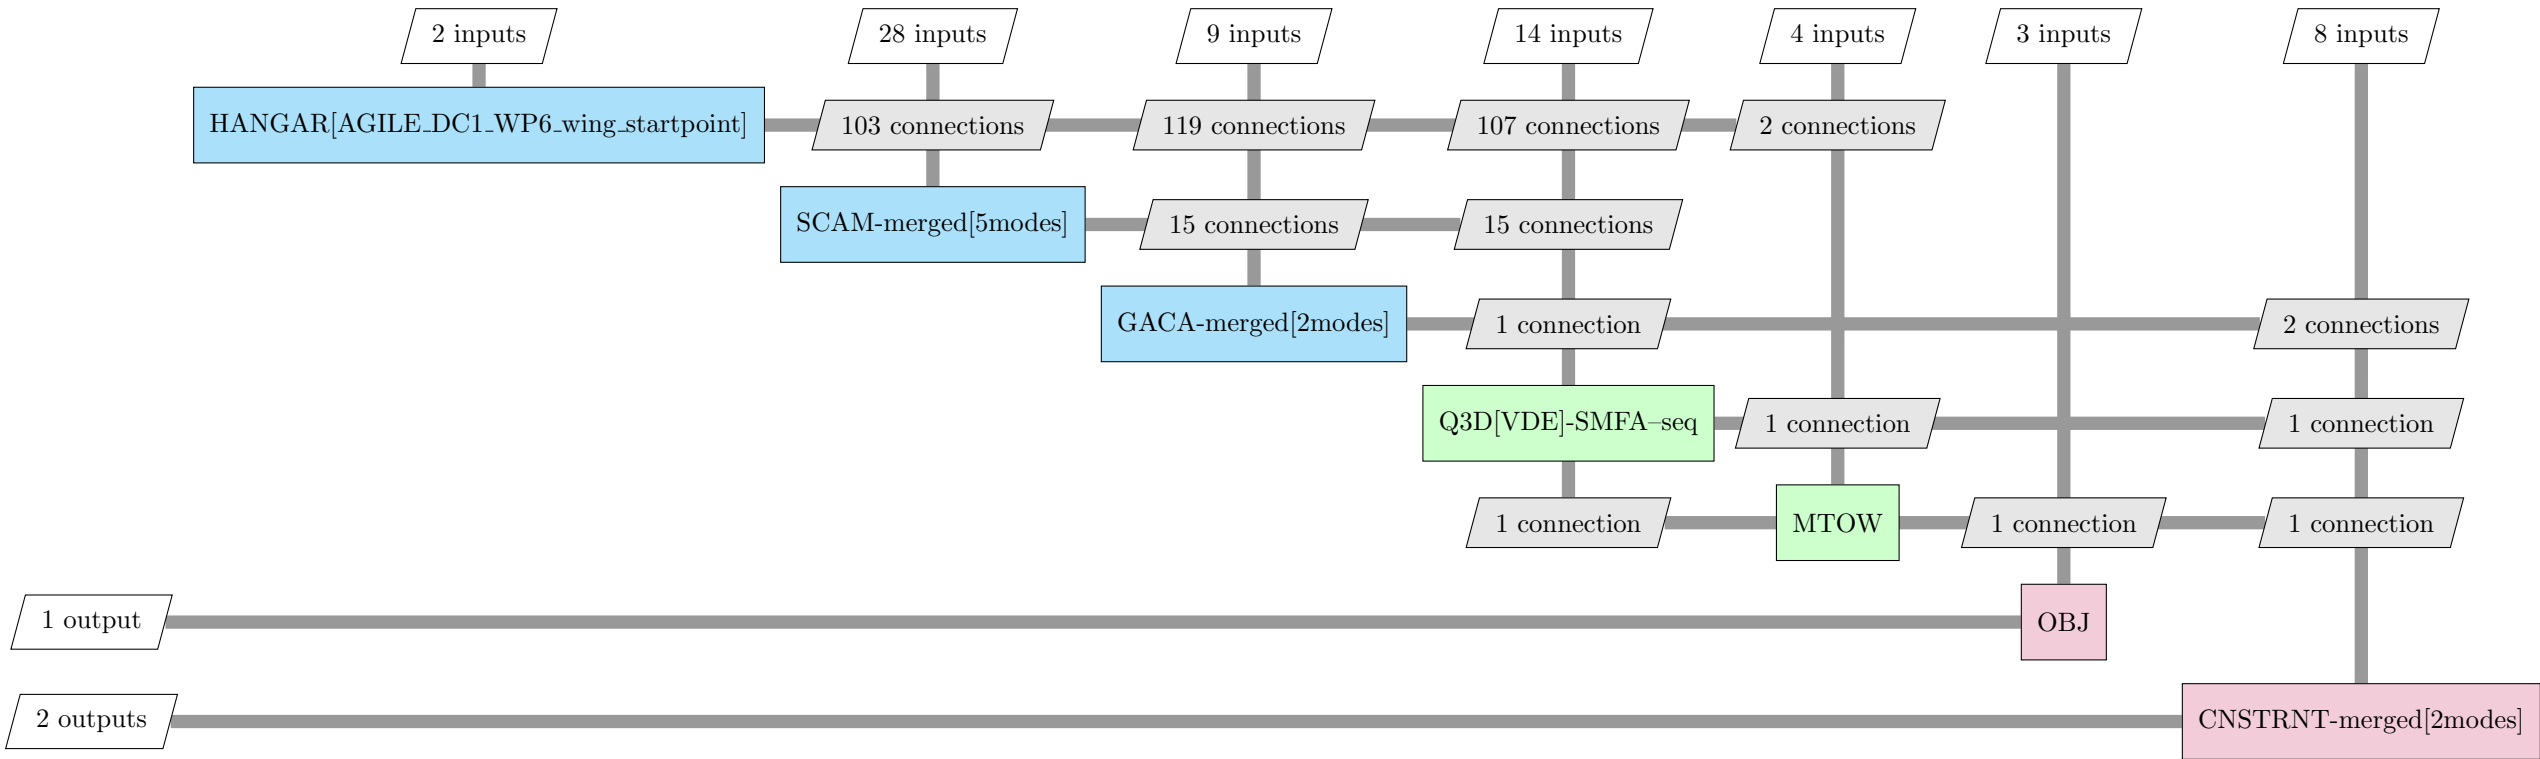 2 inputs
28 inputs
9 inputs
14 inputs
4 inputs
3 inputs
8 inputs
HANGAR[AGILE_DC1_WP6_wing_startpoint]
103 connections
119 connections
107 connections
2 connections
SCAM-merged[5modes]
15 connections
15 connections
GACA-merged[2modes]
1 connection
2 connections
Q3D[VDE]-SMFA–seq
1 connection
1 connection
1 connection
MTOW
1 connection
1 connection
1 output
OBJ
2 outputs
CNSTRNT-merged[2modes]